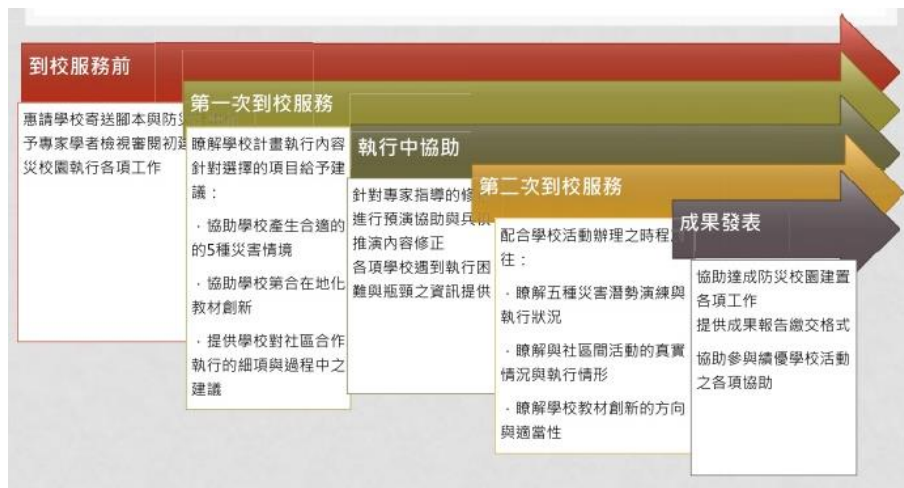 到校服務前
惠請學校寄送腳本與防災
予專家學者檢視審閱初
災校園執行各項工作
第一次到校服務
瞭解學校計畫執行內容
針對選擇的項目給予建
議：
．協助學校產生合適的
的5種災害情境
．協助學校第合在地化
教材創新
．提供學校對社區合作
執行的細項與過程中之
建議
執行中協助
針對專家指導的修
進行預演協助與兵棋
推演內容修正
各項學校遇到執行困
難與瓶頸之資訊提供
第二次到校服務
配合學校活動辦理之時程
往：
．瞭解五種災害潛勢演練與
執行狀況
．瞭解與社區間活動的真實
情況與執行情形
．瞭解學校教材創新的方向
與適當性
成果發表
協助達成防災校園建置
各項工作
提供成果報告繳交格式
協助參與績優學校活動
之各項協助